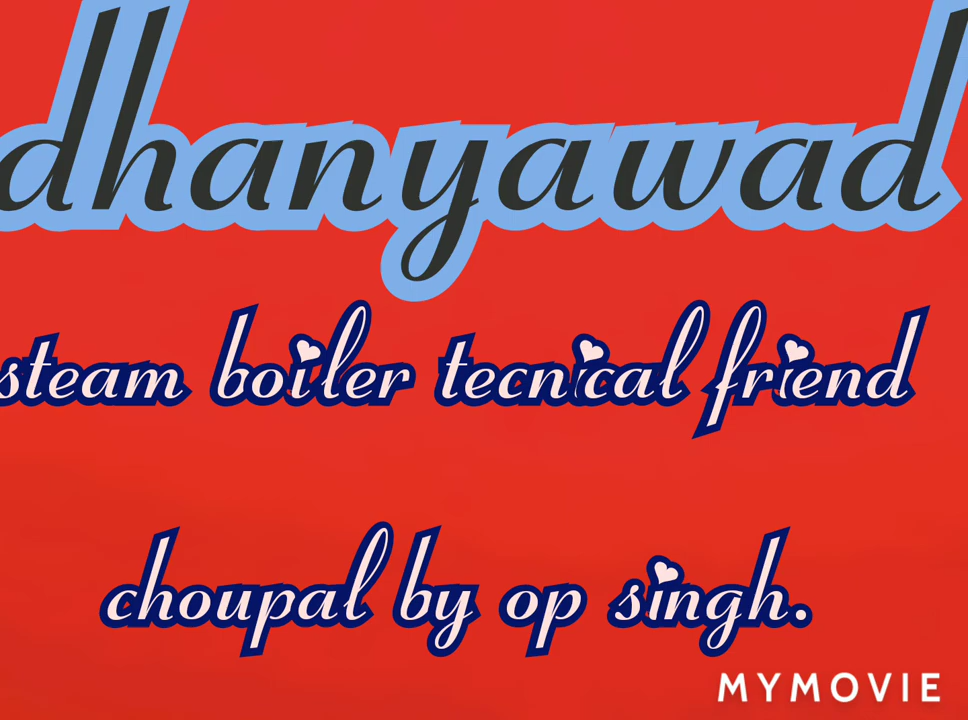 dhanyawad
steam boiler tecnical friend
choupal by op singh.
MYMOVIE